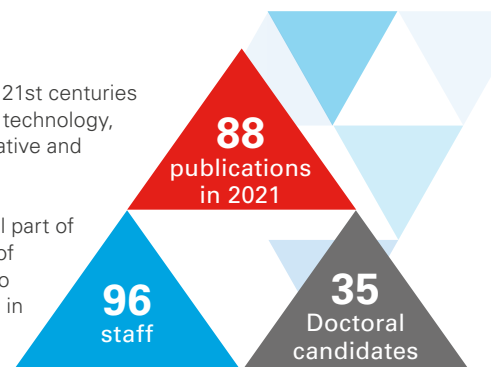 21st centuries
technology,
ative and
88
publications
in 2021
l part of
of
o
in
96
staff
35
Doctoral
candidates